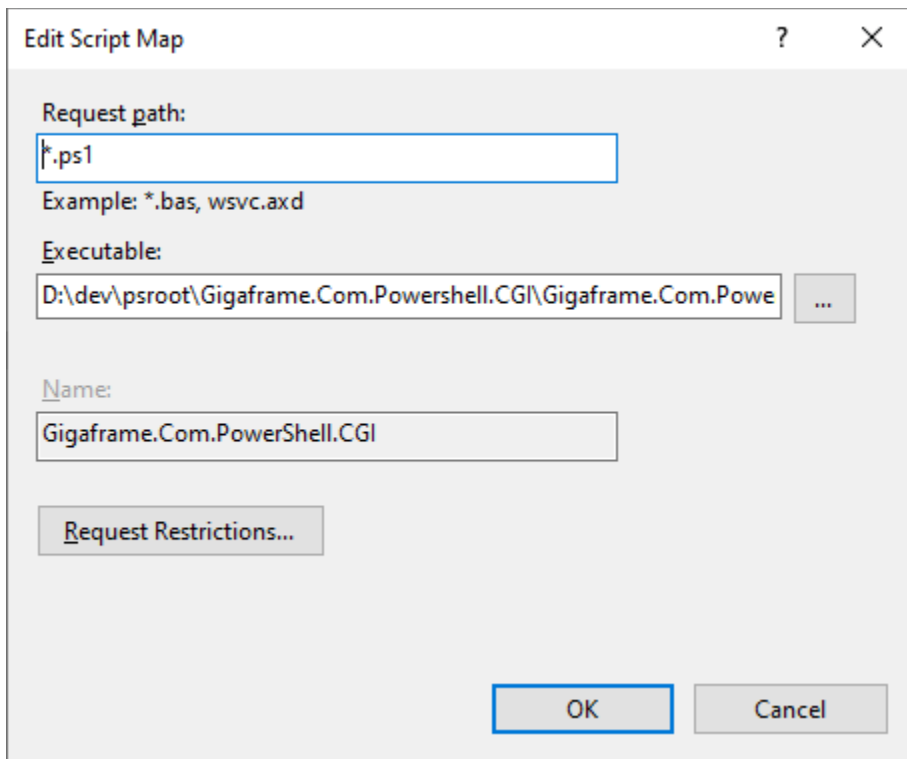 Edit Script Map
?
Request path:
*.ps1
Example: *.bas, wsvc.axd
Executable:
D:\dev\psroot\Gigaframe.Com.Powershell.CGI\Gigaframe.Com.Powe
...
Name:
Gigaframe.Com.PowerShell.CGI
Request Restrictions...
OK Cancel